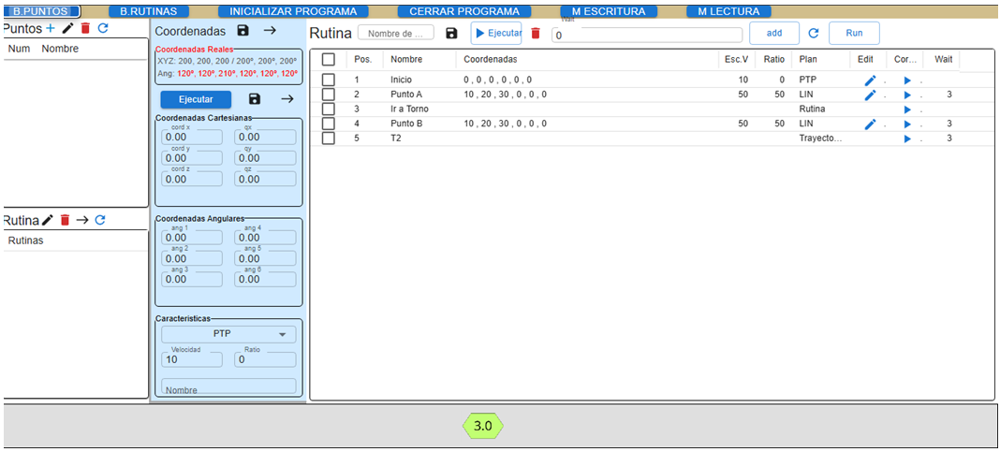 B.PUNTOS B.RUTINAS INICIALIZAR PROGRAMA CERRAR PROGRAMA M ESCRITURA M LECTURA
Puntos
Num Nombre
Rutina
Rutinas
Coordenadas
Coordenadas Reales
XYZ: 200, 200, 200 / 200º, 200º, 200º
Ang: 120º, 120º, 210º, 120º, 120º, 120º
Ejecutar
Coordenadas Cartesianas
cord x qx
0.00 0.00
cord y qy
0.00 0.00
cord z qz
0.00 0.00
Coordenadas Angulares
ang 1 ang 4
0.00 0.00
ang 2 ang 5
0.00 0.00
ang 3 ang 6
0.00 0.00
Caracteristicas
PTP
Velocidad Ratio
10 0
Nombre
Rutina Nombre de ... Ejecutar Wait 0 add Run
Pos. Nombre Coordenadas Esc.V Ratio Plan Edit Cor... Wait
1 Inicio 0 , 0 , 0 , 0 , 0 , 0 10 0 PTP . .
2 Punto A 10 , 20 , 30 , 0 , 0 , 0 50 50 LIN . . 3
3 Ir a Torno Rutina .
4 Punto B 10 , 20 , 30 , 0 , 0 , 0 50 50 LIN . . 3
5 T2 Trayecto... . 3
3.0